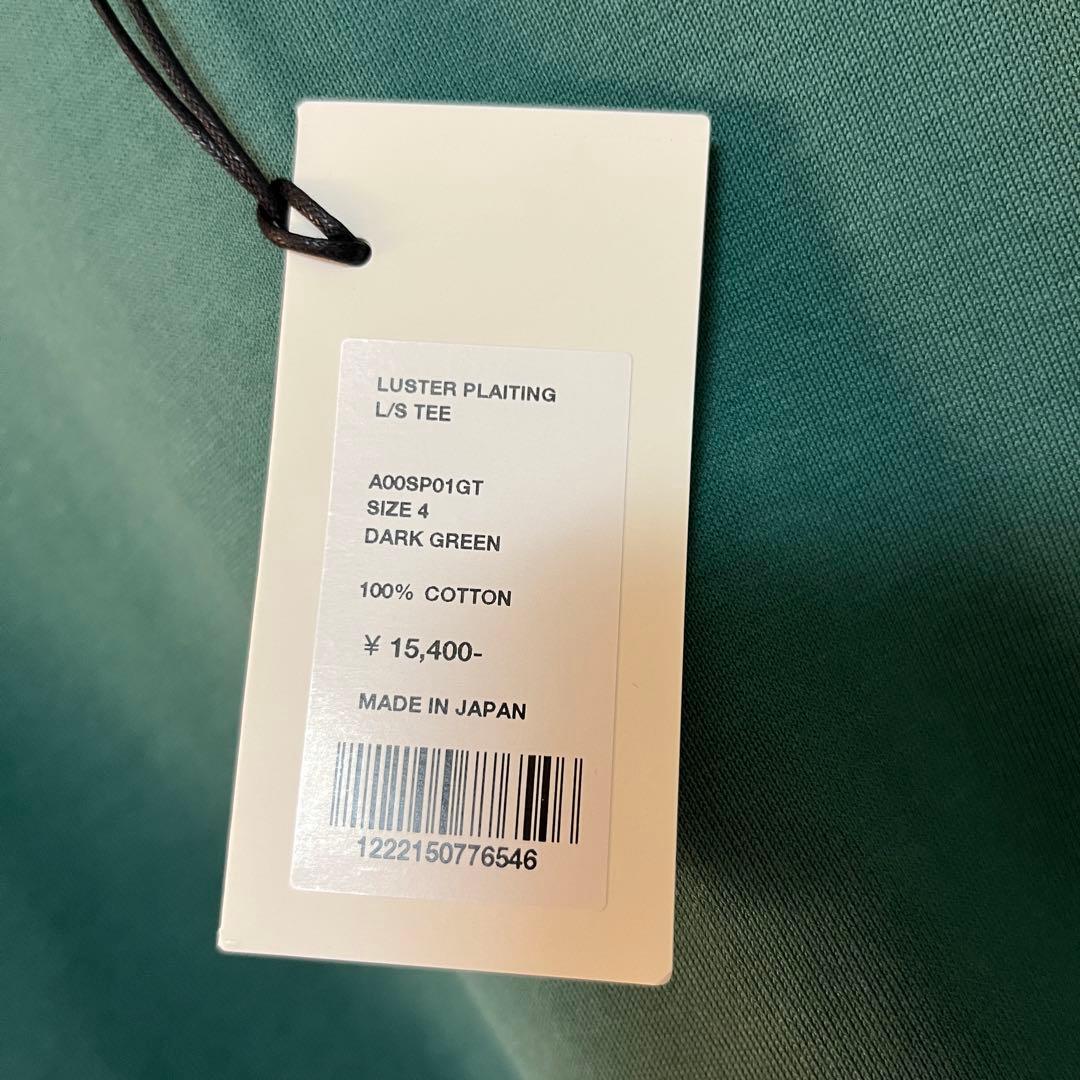 LUSTER PLAITING
L/S TEE
A00SP01GT
SIZE 4
DARK GREEN
100% COTTON
¥ 15,400-
MADE IN JAPAN
1222150776546